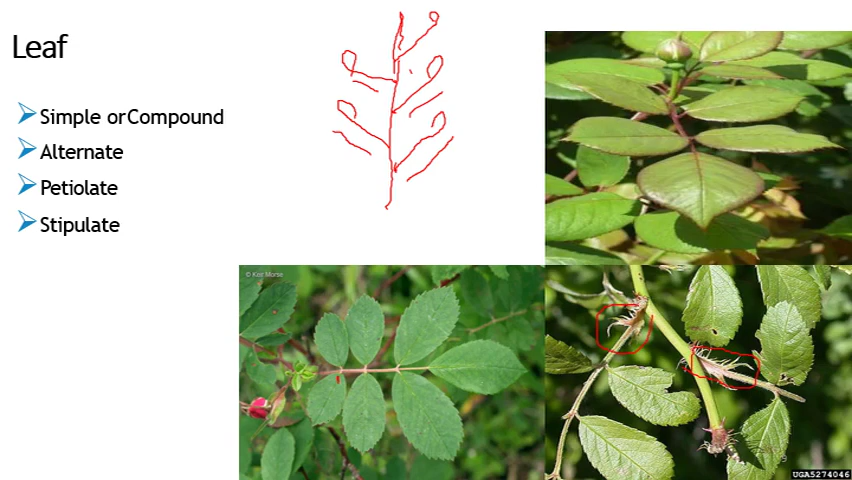 Leaf
Simple orCompound
Alternate
Petiolate
Stipulate
© Keir Morse
UGA5274046